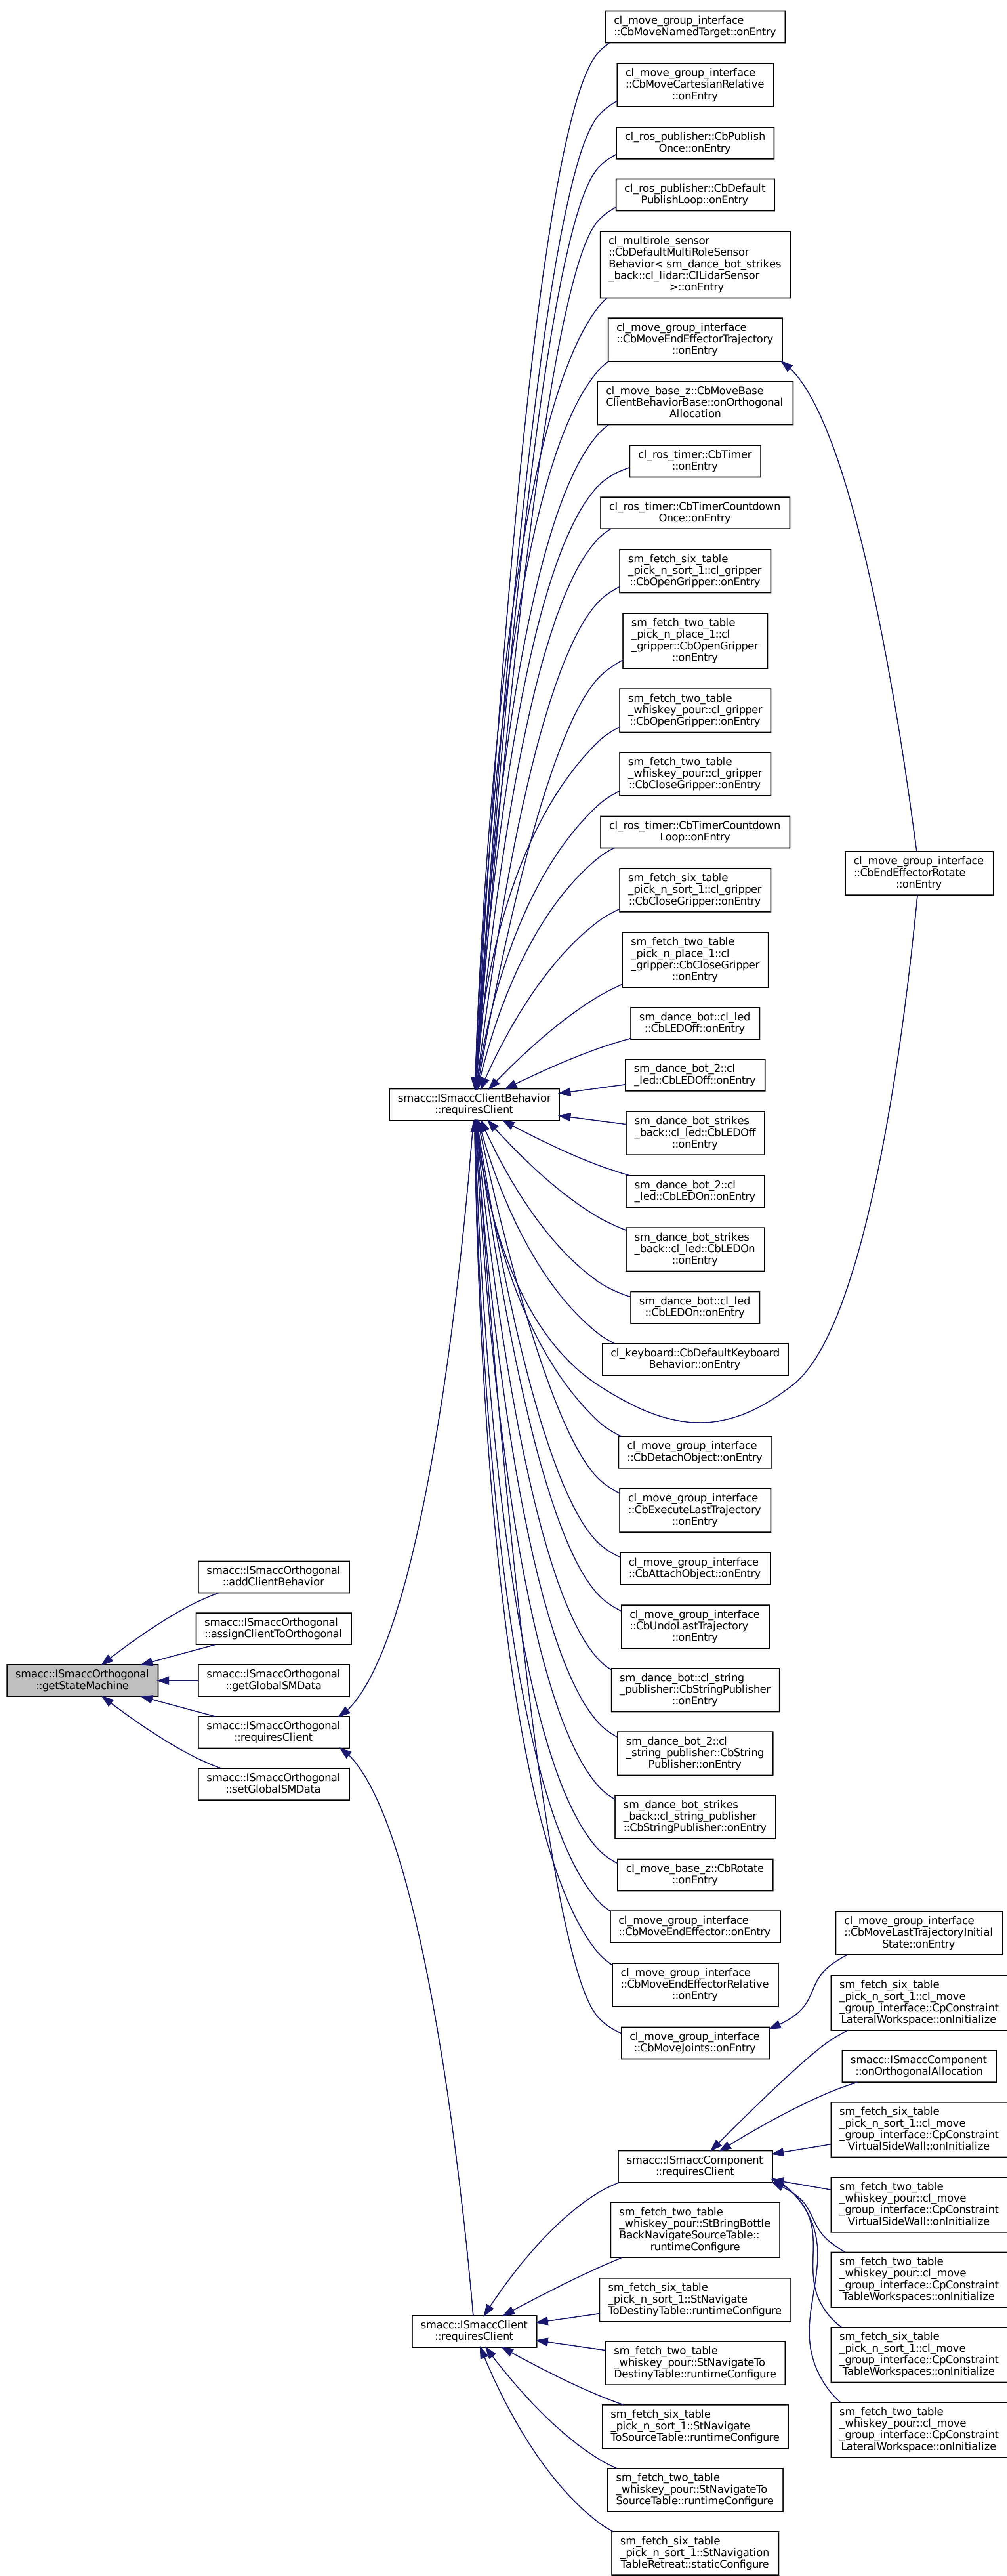 cl_move_group_interface
::CbMoveNamedTarget::onEntry
cl_move_group_interface
::CbMoveCartesianRelative
::onEntry
cl_ros_publisher::CbPublish
Once::onEntry
cl_ros_publisher::CbDefault
PublishLoop::onEntry
cl_multirole_sensor
::CbDefaultMultiRoleSensor
Behavior< sm_dance_bot_strikes
_back::cl_lidar::ClLidarSensor
>::onEntry
cl_move_group_interface
::CbMoveEndEffectorTrajectory
::onEntry
cl_move_base_z::CbMoveBase
ClientBehaviorBase::onOrthogonal
Allocation
cl_ros_timer::CbTimer
::onEntry
cl_ros_timer::CbTimerCountdown
Once::onEntry
sm_fetch_six_table
_pick_n_sort_1::cl_gripper
::CbOpenGripper::onEntry
sm_fetch_two_table
_pick_n_place_1::cl
_gripper::CbOpenGripper
::onEntry
sm_fetch_two_table
_whiskey_pour::cl_gripper
::CbOpenGripper::onEntry
sm_fetch_two_table
_whiskey_pour::cl_gripper
::CbCloseGripper::onEntry
cl_ros_timer::CbTimerCountdown
Loop::onEntry
cl_move_group_interface
::CbEndEffectorRotate
::onEntry
sm_fetch_six_table
_pick_n_sort_1::cl_gripper
::CbCloseGripper::onEntry
sm_fetch_two_table
_pick_n_place_1::cl
_gripper::CbCloseGripper
::onEntry
sm_dance_bot::cl_led
::CbLEDOff::onEntry
sm_dance_bot_2::cl
_led::CbLEDOff::onEntry
smacc::ISmaccClientBehavior
::requiresClient
sm_dance_bot_strikes
_back::cl_led::CbLEDOff
::onEntry
sm_dance_bot_2::cl
_led::CbLEDOn::onEntry
sm_dance_bot_strikes
_back::cl_led::CbLEDOn
::onEntry
sm_dance_bot::cl_led
::CbLEDOn::onEntry
cl_keyboard::CbDefaultKeyboard
Behavior::onEntry
cl_move_group_interface
::CbDetachObject::onEntry
cl_move_group_interface
::CbExecuteLastTrajectory
::onEntry
cl_move_group_interface
::CbAttachObject::onEntry
cl_move_group_interface
::CbUndoLastTrajectory
::onEntry
sm_dance_bot::cl_string
_publisher::CbStringPublisher
::onEntry
sm_dance_bot_2::cl
_string_publisher::CbString
Publisher::onEntry
sm_dance_bot_strikes
_back::cl_string_publisher
::CbStringPublisher::onEntry
cl_move_base_z::CbRotate
::onEntry
cl_move_group_interface
::CbMoveEndEffector::onEntry
cl_move_group_interface
::CbMoveEndEffectorRelative
::onEntry
cl_move_group_interface
::CbMoveJoints::onEntry
smacc::ISmaccOrthogonal
::addClientBehavior
smacc::ISmaccOrthogonal
::assignClientToOrthogonal
smacc::ISmaccOrthogonal
::getStateMachine
smacc::ISmaccOrthogonal
::getGlobalSMData
smacc::ISmaccOrthogonal
::requiresClient
smacc::ISmaccOrthogonal
::setGlobalSMData
cl_move_group_interface
::CbMoveLastTrajectoryInitial
State::onEntry
sm_fetch_six_table
_pick_n_sort_1::cl_move
_group_interface::CpConstraint
LateralWorkspace::onInitialize
smacc::ISmaccComponent
::onOrthogonalAllocation
sm_fetch_six_table
_pick_n_sort_1::cl_move
_group_interface::CpConstraint
VirtualSideWall::onInitialize
smacc::ISmaccComponent
::requiresClient
sm_fetch_two_table
_whiskey_pour::cl_move
_group_interface::CpConstraint
VirtualSideWall::onInitialize
sm_fetch_two_table
_whiskey_pour::cl_move
_group_interface::CpConstraint
TableWorkspaces::onInitialize
sm_fetch_six_table
_pick_n_sort_1::cl_move
_group_interface::CpConstraint
TableWorkspaces::onInitialize
sm_fetch_two_table
_whiskey_pour::cl_move
_group_interface::CpConstraint
LateralWorkspace::onInitialize
sm_fetch_two_table
_whiskey_pour::StBringBottle
BackNavigateSourceTable::
runtimeConfigure
sm_fetch_six_table
_pick_n_sort_1::StNavigate
ToDestinyTable::runtimeConfigure
smacc::ISmaccClient
::requiresClient
sm_fetch_two_table
_whiskey_pour::StNavigateTo
DestinyTable::runtimeConfigure
sm_fetch_six_table
_pick_n_sort_1::StNavigate
ToSourceTable::runtimeConfigure
sm_fetch_two_table
_whiskey_pour::StNavigateTo
SourceTable::runtimeConfigure
sm_fetch_six_table
_pick_n_sort_1::StNavigation
TableRetreat::staticConfigure